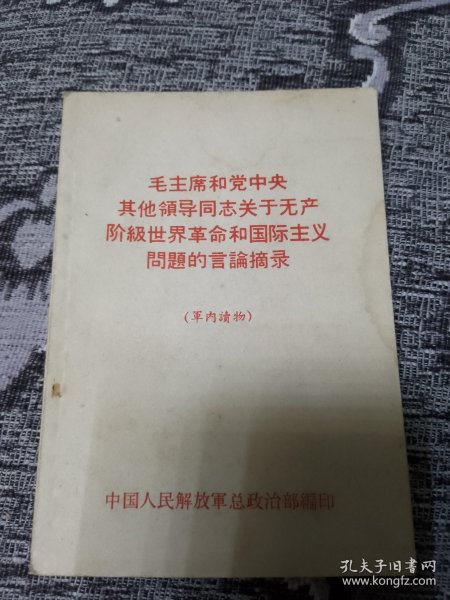 毛主席和党中央
其他領导同志关于无产
阶級世界革命和国际主义
問題的言論摘录
(軍內讀物)
中国人民解放軍总政治部編印
孔夫子旧书网
www.kongfz.com